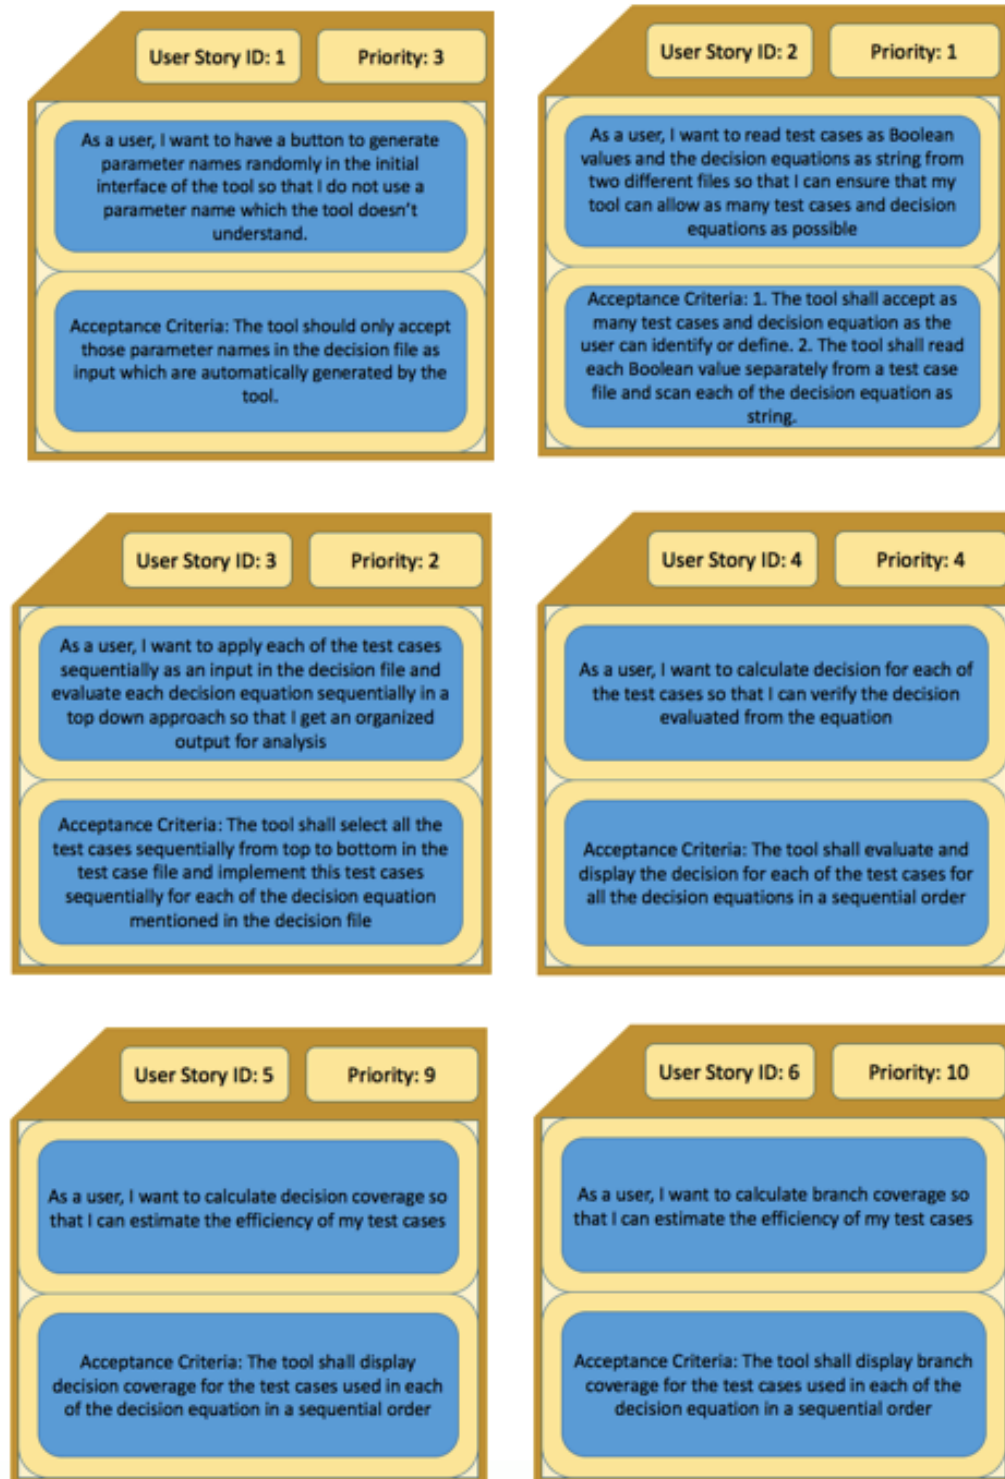 User Story ID: 1
Priority: 3
As a user, I want to have a button to generate
parameter names randomly in the initial
interface of the tool so that I do not use a
parameter name which the tool doesn't
understand.
Acceptance Criteria: The tool should only accept
those parameter names in the decision file as
input which are automatically generated by the
tool.
User Story ID: 2
Priority: 1
As a user, I want to read test cases as Boolean
values and the decision equations as string from
two different files so that I can ensure that my
tool can allow as many test cases and decision
equations as possible
Acceptance Criteria: 1. The tool shall accept as
many test cases and decision equation as the
user can identify or define. 2. The tool shall read
each Boolean value separately from a test case
file and scan each of the decision equation as
string.
User Story ID: 3
Priority: 2
As a user, I want to apply each of the test cases
sequentially as an input in the decision file and
evaluate each decision equation sequentially in a
top down approach so that I get an organized
output for analysis
Acceptance Criteria: The tool shall select all the
test cases sequentially from top to bottom in the
test case file and implement this test cases
sequentially for each of the decision equation
mentioned in the decision file
User Story ID: 4
Priority: 4
As a user, I want to calculate decision for each of
the test cases so that I can verify the decision
evaluated from the equation
Acceptance Criteria: The tool shall evaluate and
display the decision for each of the test cases for
all the decision equations in a sequential order
User Story ID: 5
Priority: 9
As a user, I want to calculate decision coverage so
that I can estimate the efficiency of my test cases
Acceptance Criteria: The tool shall display
decision coverage for the test cases used in each
of the decision equation in a sequential order
User Story ID: 6
Priority: 10
As a user, I want to calculate branch coverage so
that I can estimate the efficiency of my test cases
Acceptance Criteria: The tool shall display branch
coverage for the test cases used in each of the
decision equation in a sequential order